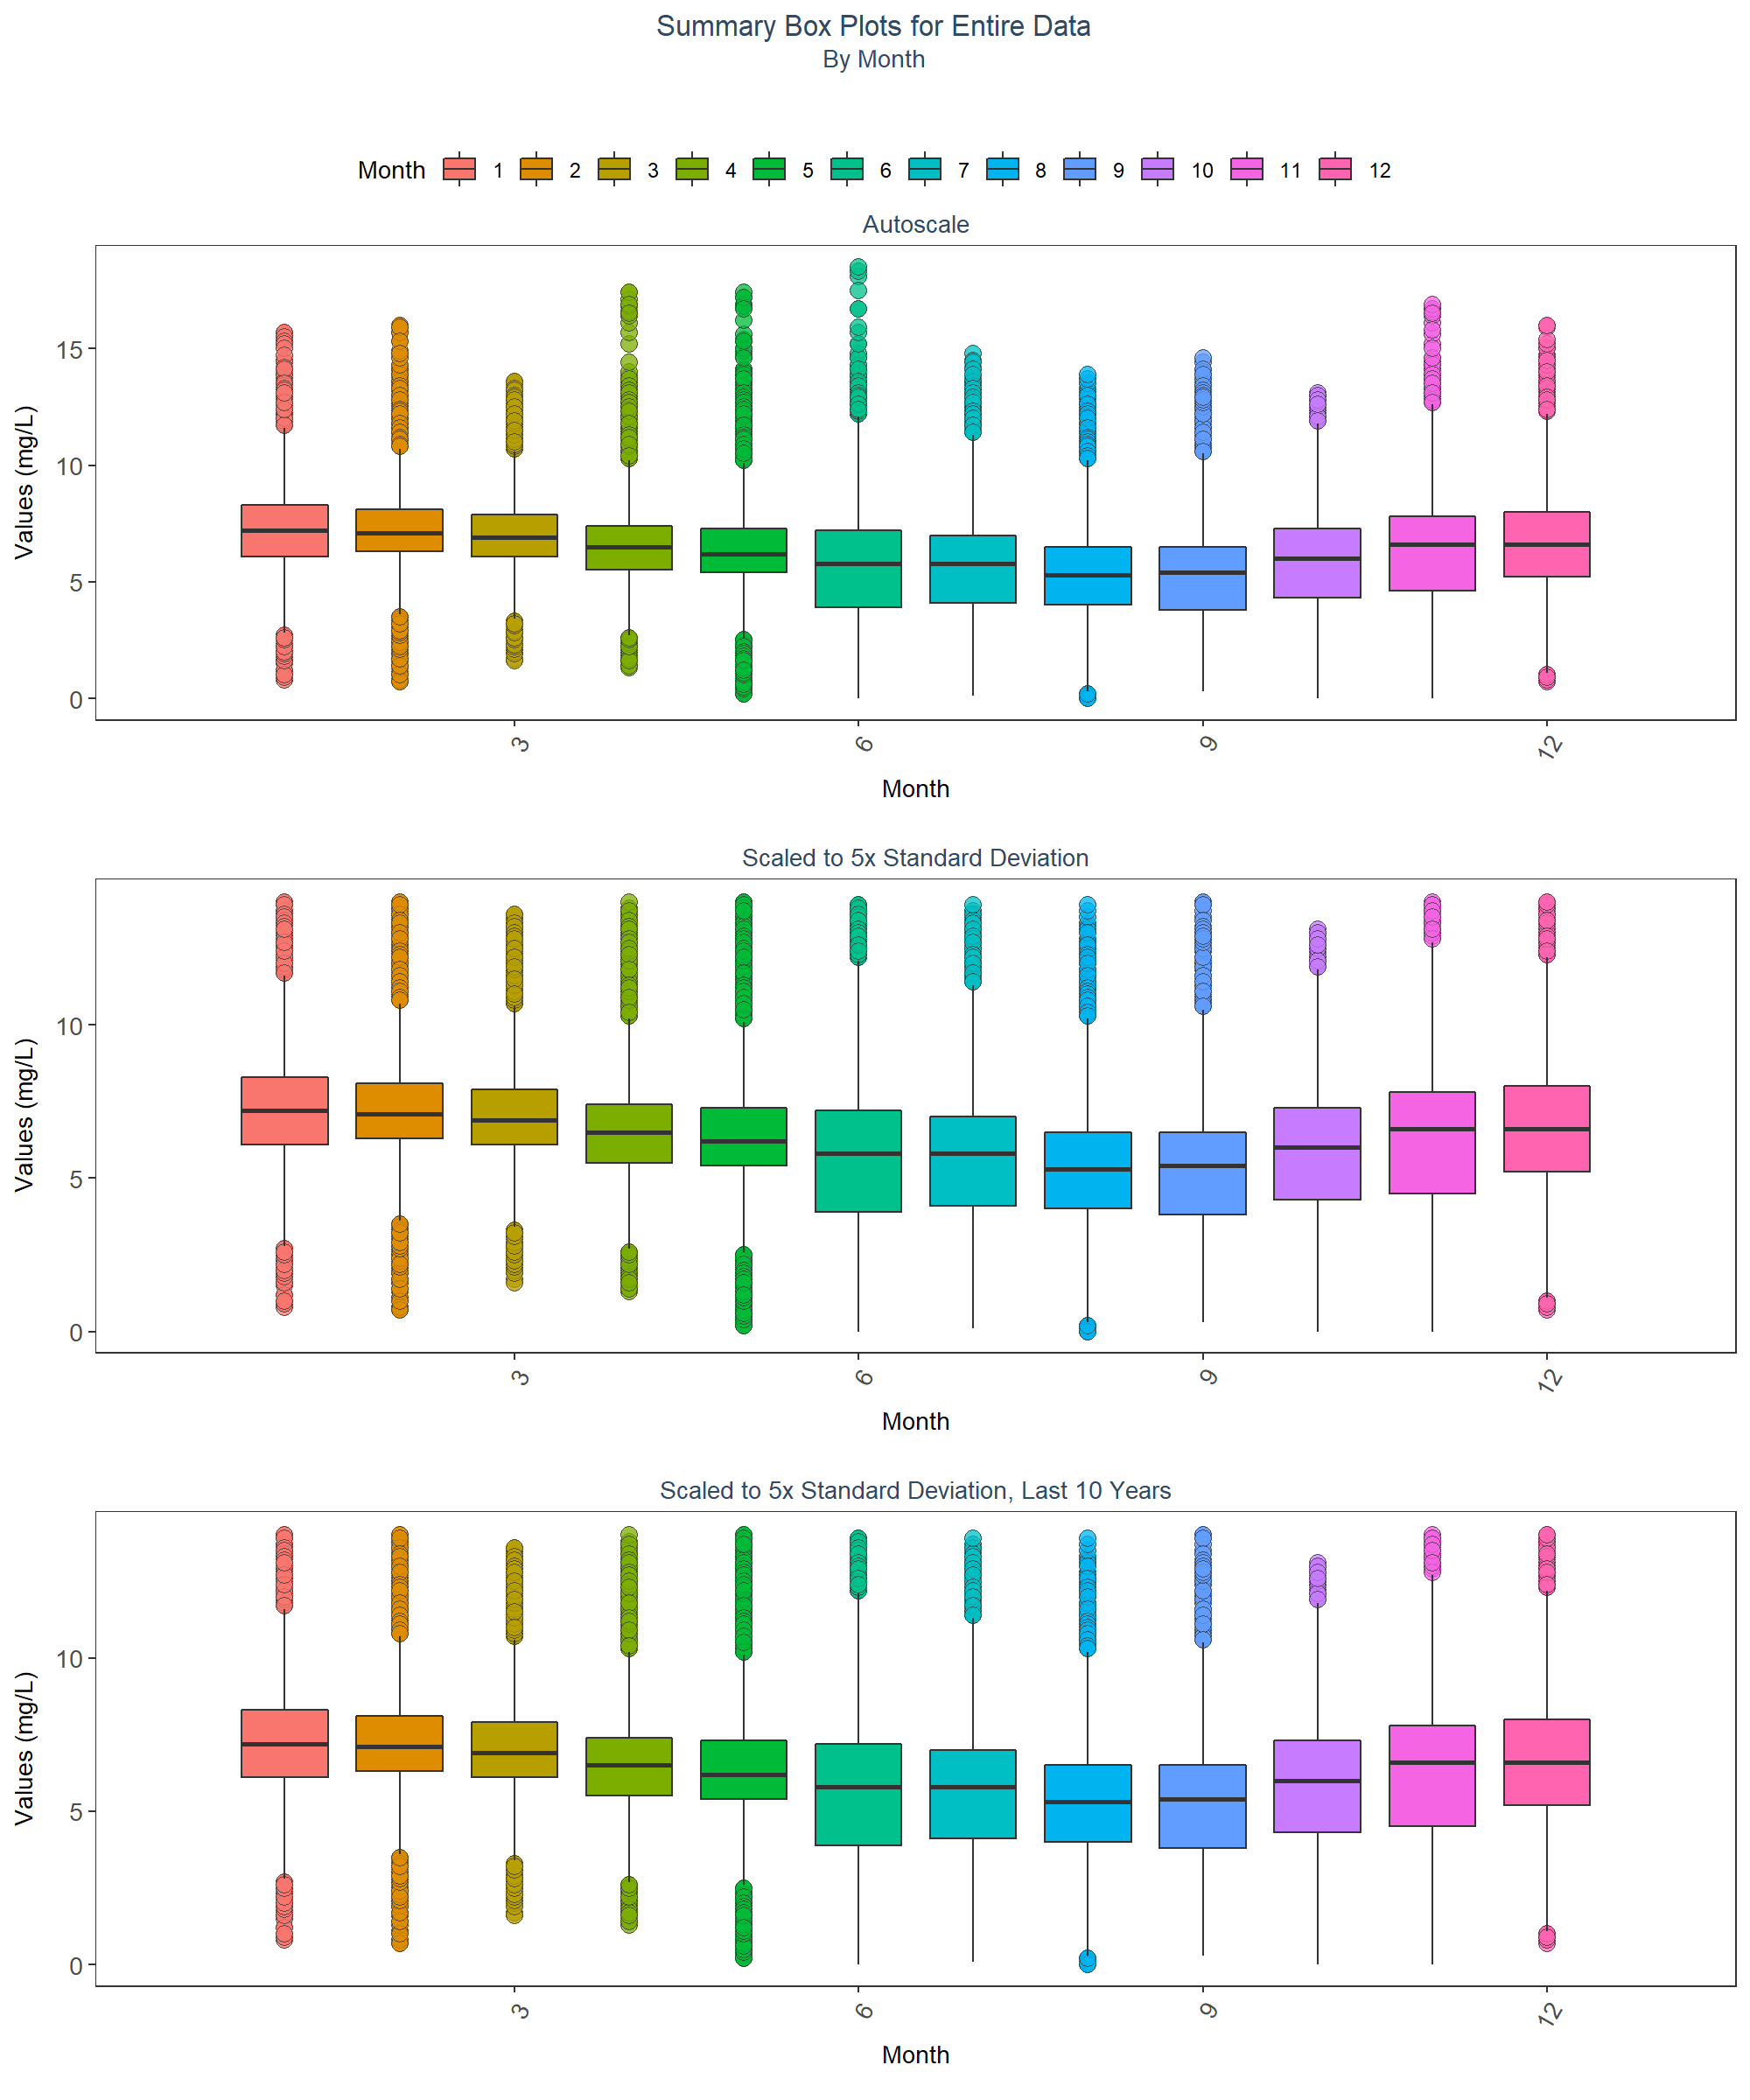 Summary Box Plots for Entire Data
By Month
Month 1 2 3 4 5 6 7 8 9 10 11 12
Autoscale
Values (mg/L)
15
10
5
0
3 6 9 12
Month
Scaled to 5x Standard Deviation
Values (mg/L)
10
5
0
3 6 9 12
Month
Scaled to 5x Standard Deviation, Last 10 Years
Values (mg/L)
10
5
0
3 6 9 12
Month